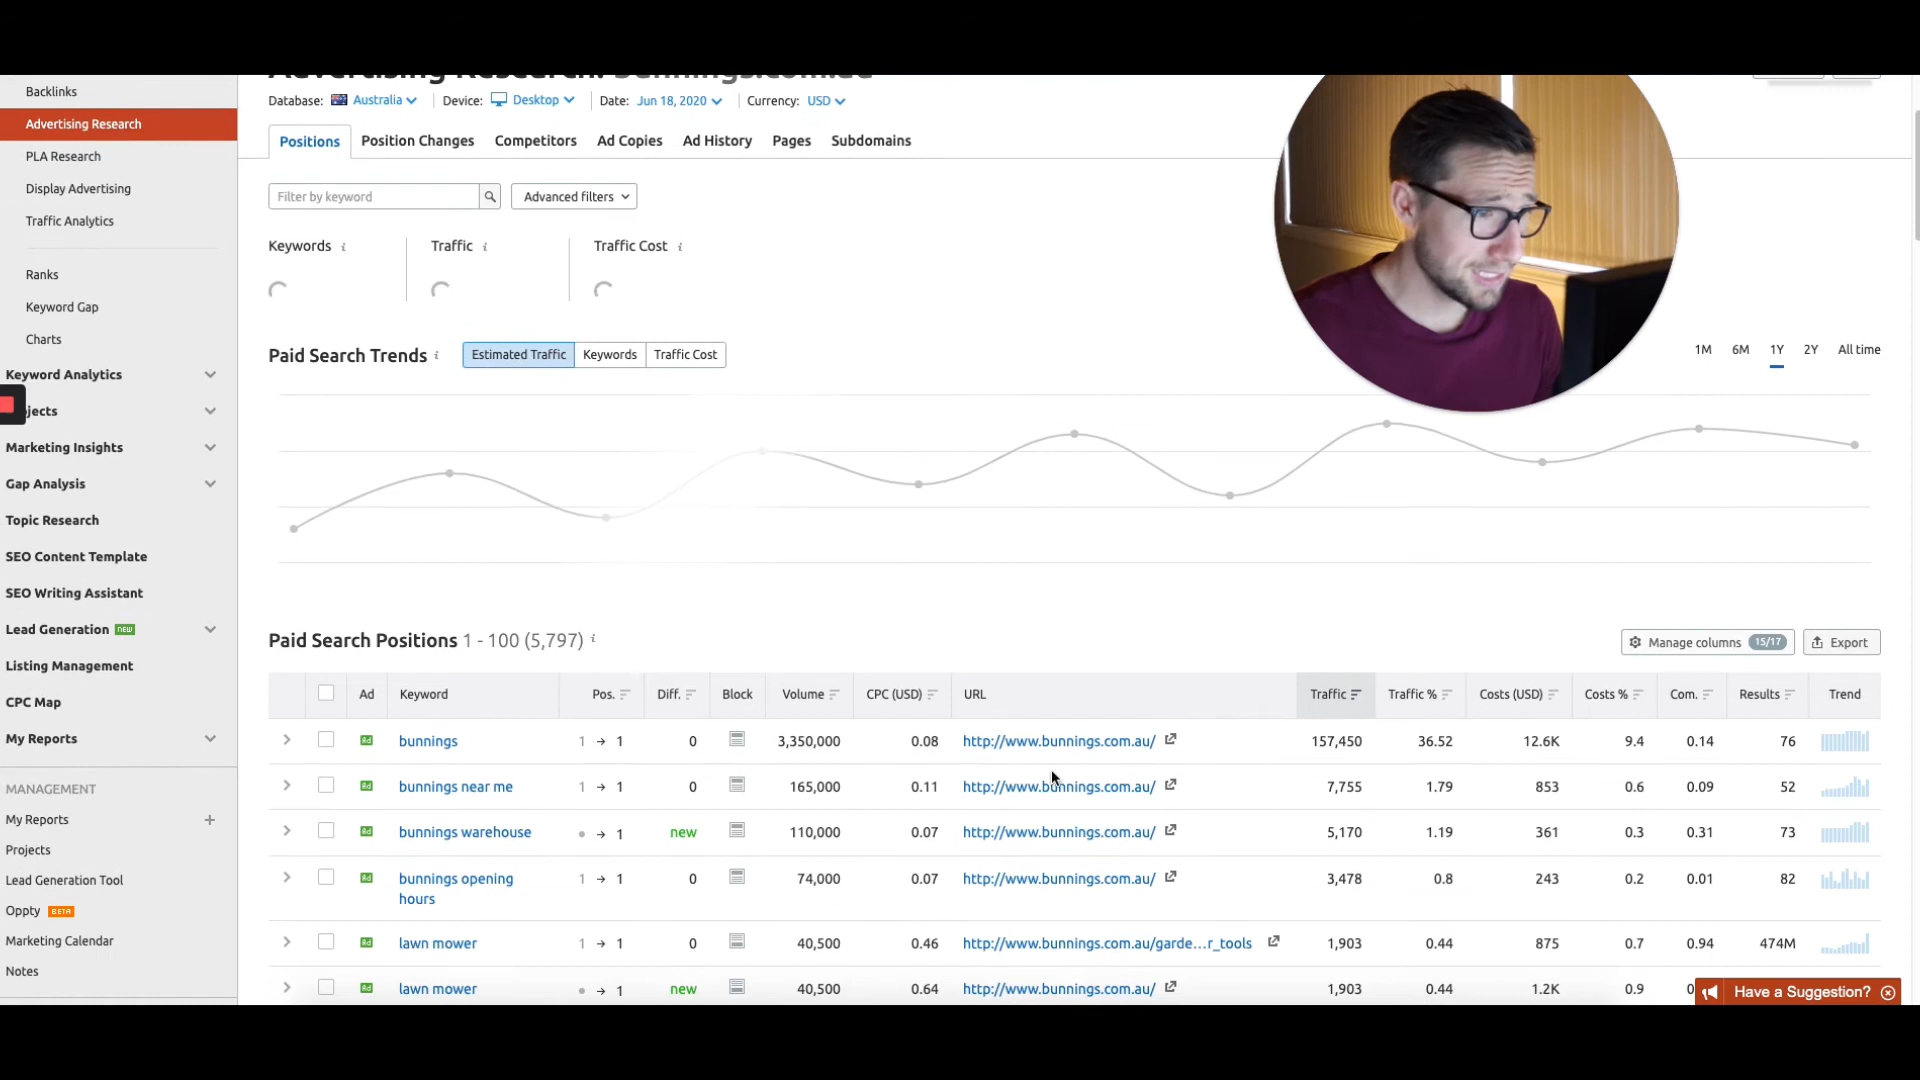 Advertising Research: bunnings.com.au
Backlinks
Advertising Research
PLA Research
Display Advertising
Traffic Analytics
Ranks
Keyword Gap
Charts
Keyword Analytics
jects
Marketing Insights
Gap Analysis
Topic Research
SEO Content Template
SEO Writing Assistant
Lead Generation NEW
Listing Management
CPC Map
My Reports
MANAGEMENT
My Reports +
Projects
Lead Generation Tool
Oppty BETA
Marketing Calendar
Notes
Database: Australia Device: Desktop Date: Jun 18, 2020 Currency: USD
Positions Position Changes Competitors Ad Copies Ad History Pages Subdomains
Filter by keyword Advanced filters
Keywords i Traffic i Traffic Cost i
Paid Search Trends i Estimated Traffic Keywords Traffic Cost 1M 6M 1Y 2Y All time
Paid Search Positions 1 - 100 (5,797) i Manage columns 15/17 Export
Ad Keyword Pos. Diff. Block Volume CPC (USD) URL Traffic Traffic % Costs (USD) Costs % Com. Results Trend
Ad bunnings 1 → 1 0 3,350,000 0.08 http://www.bunnings.com.au/ 157,450 36.52 12.6K 9.4 0.14 76
Ad bunnings near me 1 → 1 0 165,000 0.11 http://www.bunnings.com.au/ 7,755 1.79 853 0.6 0.09 52
Ad bunnings warehouse • → 1 new 110,000 0.07 http://www.bunnings.com.au/ 5,170 1.19 361 0.3 0.31 73
Ad bunnings opening 1 → 1 0 74,000 0.07 http://www.bunnings.com.au/ 3,478 0.8 243 0.2 0.01 82
hours
Ad lawn mower 1 → 1 0 40,500 0.46 http://www.bunnings.com.au/garde...r_tools 1,903 0.44 875 0.7 0.94 474M
Ad lawn mower • → 1 new 40,500 0.64 http://www.bunnings.com.au/ 1,903 0.44 1.2K 0.9 0
Have a Suggestion?